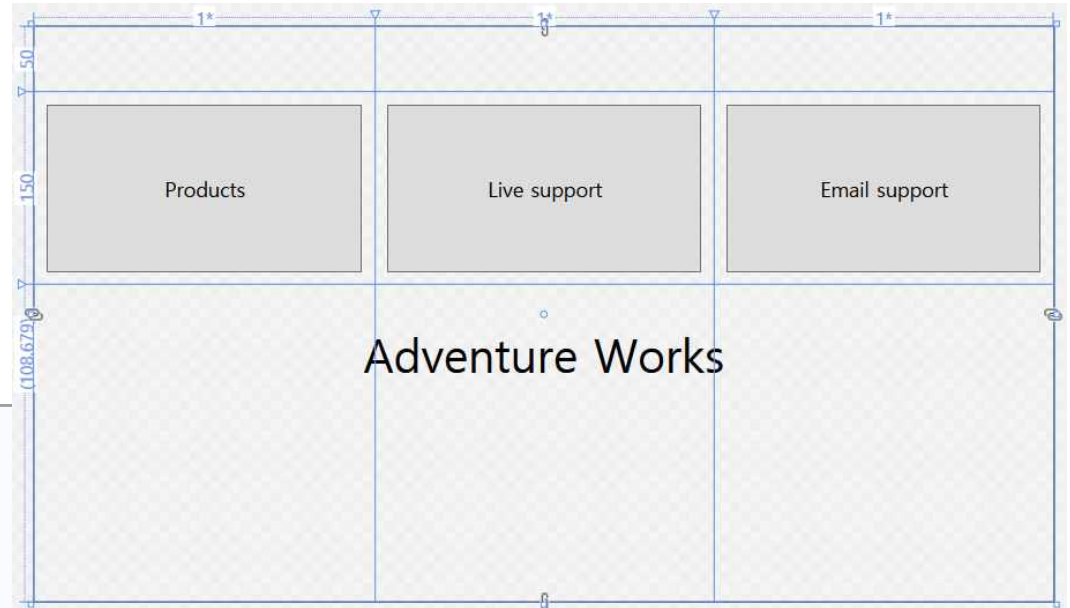 1* 1* 1*
50
150
Products Live support Email support
(108.679)
Adventure Works